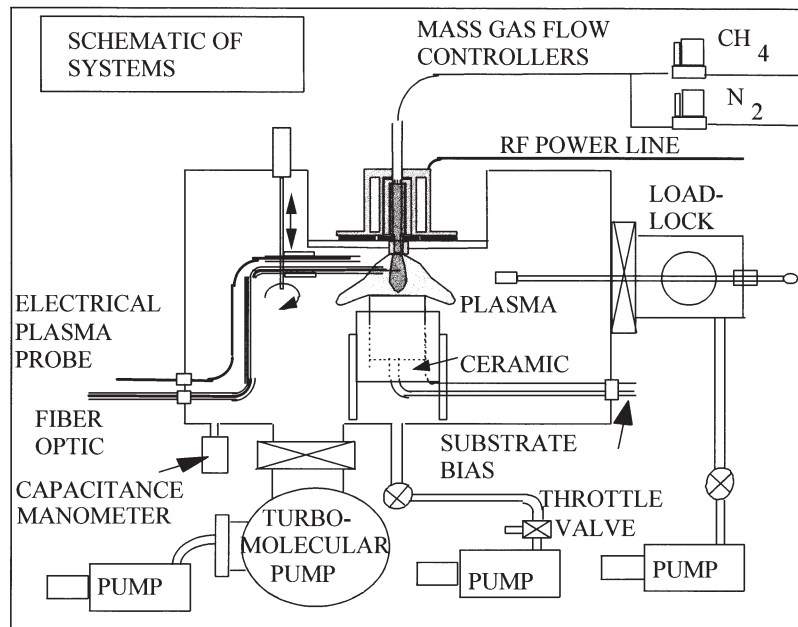 SCHEMATIC OF
SYSTEMS
MASS GAS FLOW
CONTROLLERS
CH 4
N 2
RF POWER LINE
LOAD-
LOCK
PLASMA
ELECTRICAL
PLASMA
PROBE
CERAMIC
FIBER
OPTIC
SUBSTRATE
BIAS
CAPACITANCE
MANOMETER
TURBO-
MOLECULAR
PUMP
THROTTLE
VALVE
PUMP
PUMP
PUMP